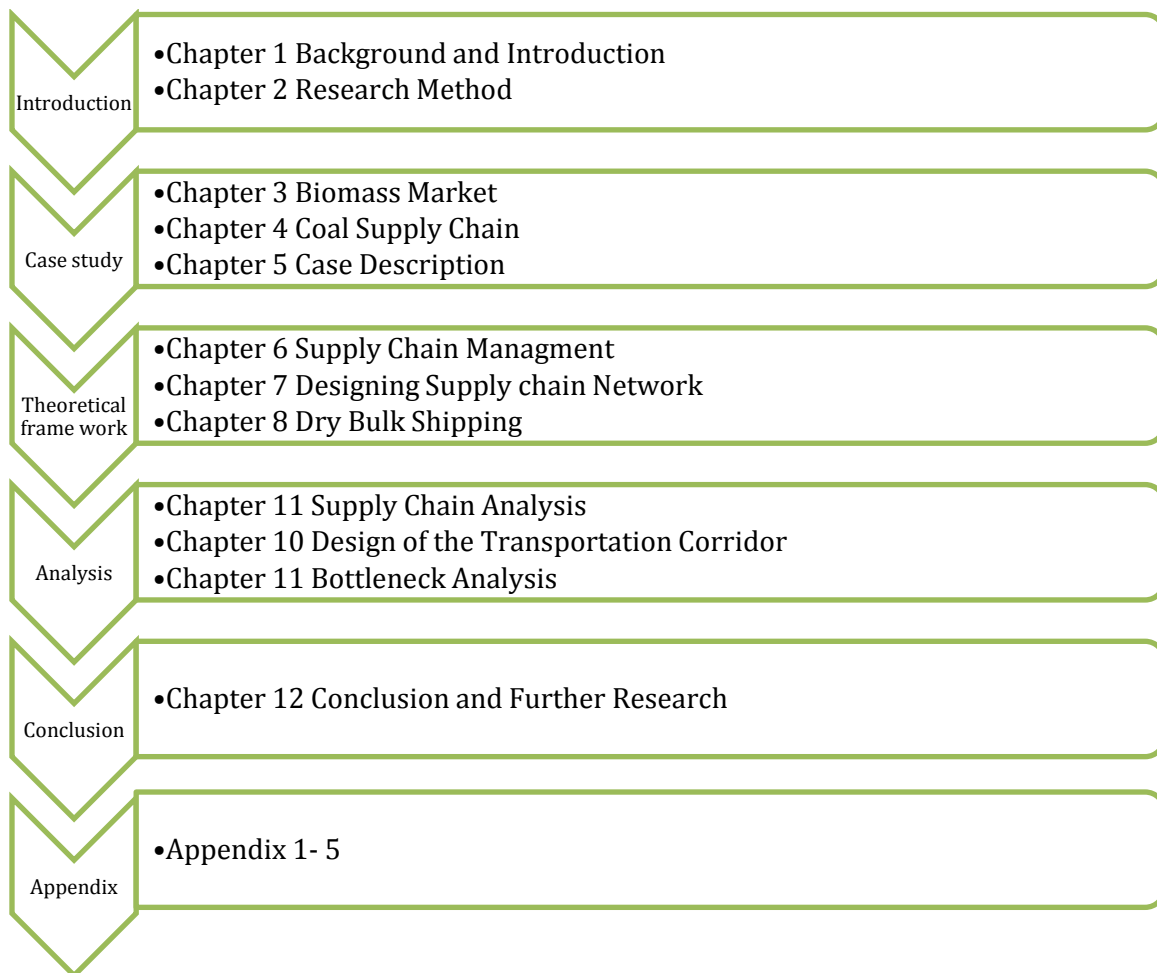 Introduction
•Chapter 1 Background and Introduction
•Chapter 2 Research Method
Case study
•Chapter 3 Biomass Market
•Chapter 4 Coal Supply Chain
•Chapter 5 Case Description
Theoretical
frame work
•Chapter 6 Supply Chain Managment
•Chapter 7 Designing Supply chain Network
•Chapter 8 Dry Bulk Shipping
Analysis
•Chapter 11 Supply Chain Analysis
•Chapter 10 Design of the Transportation Corridor
•Chapter 11 Bottleneck Analysis
Conclusion
•Chapter 12 Conclusion and Further Research
Appendix
•Appendix 1- 5